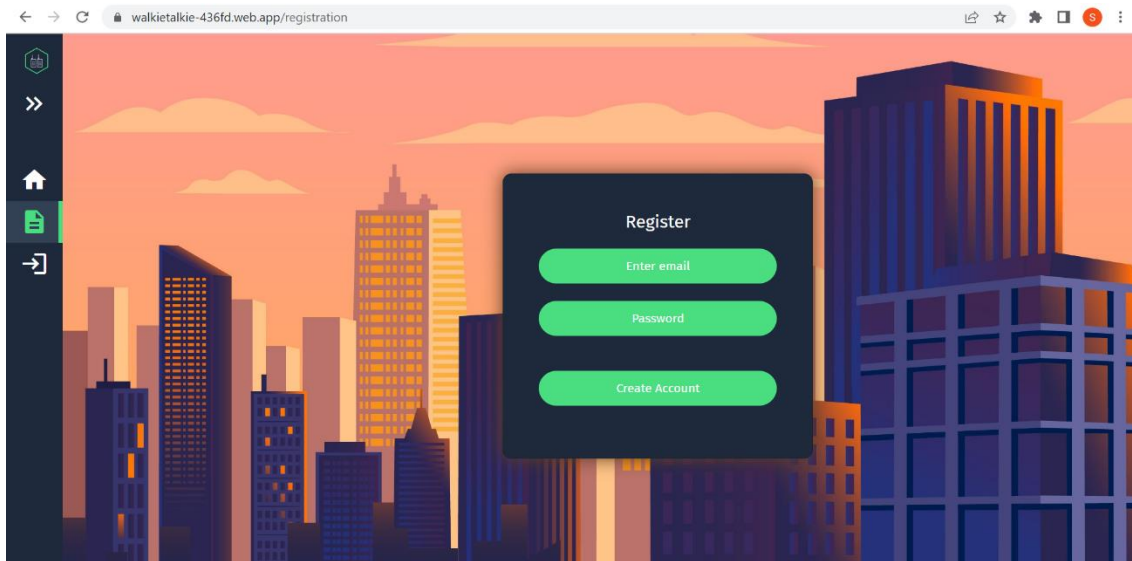 walkietalkie-436fd.web.app/registration
S
Register
Enter email
Password
Create Account